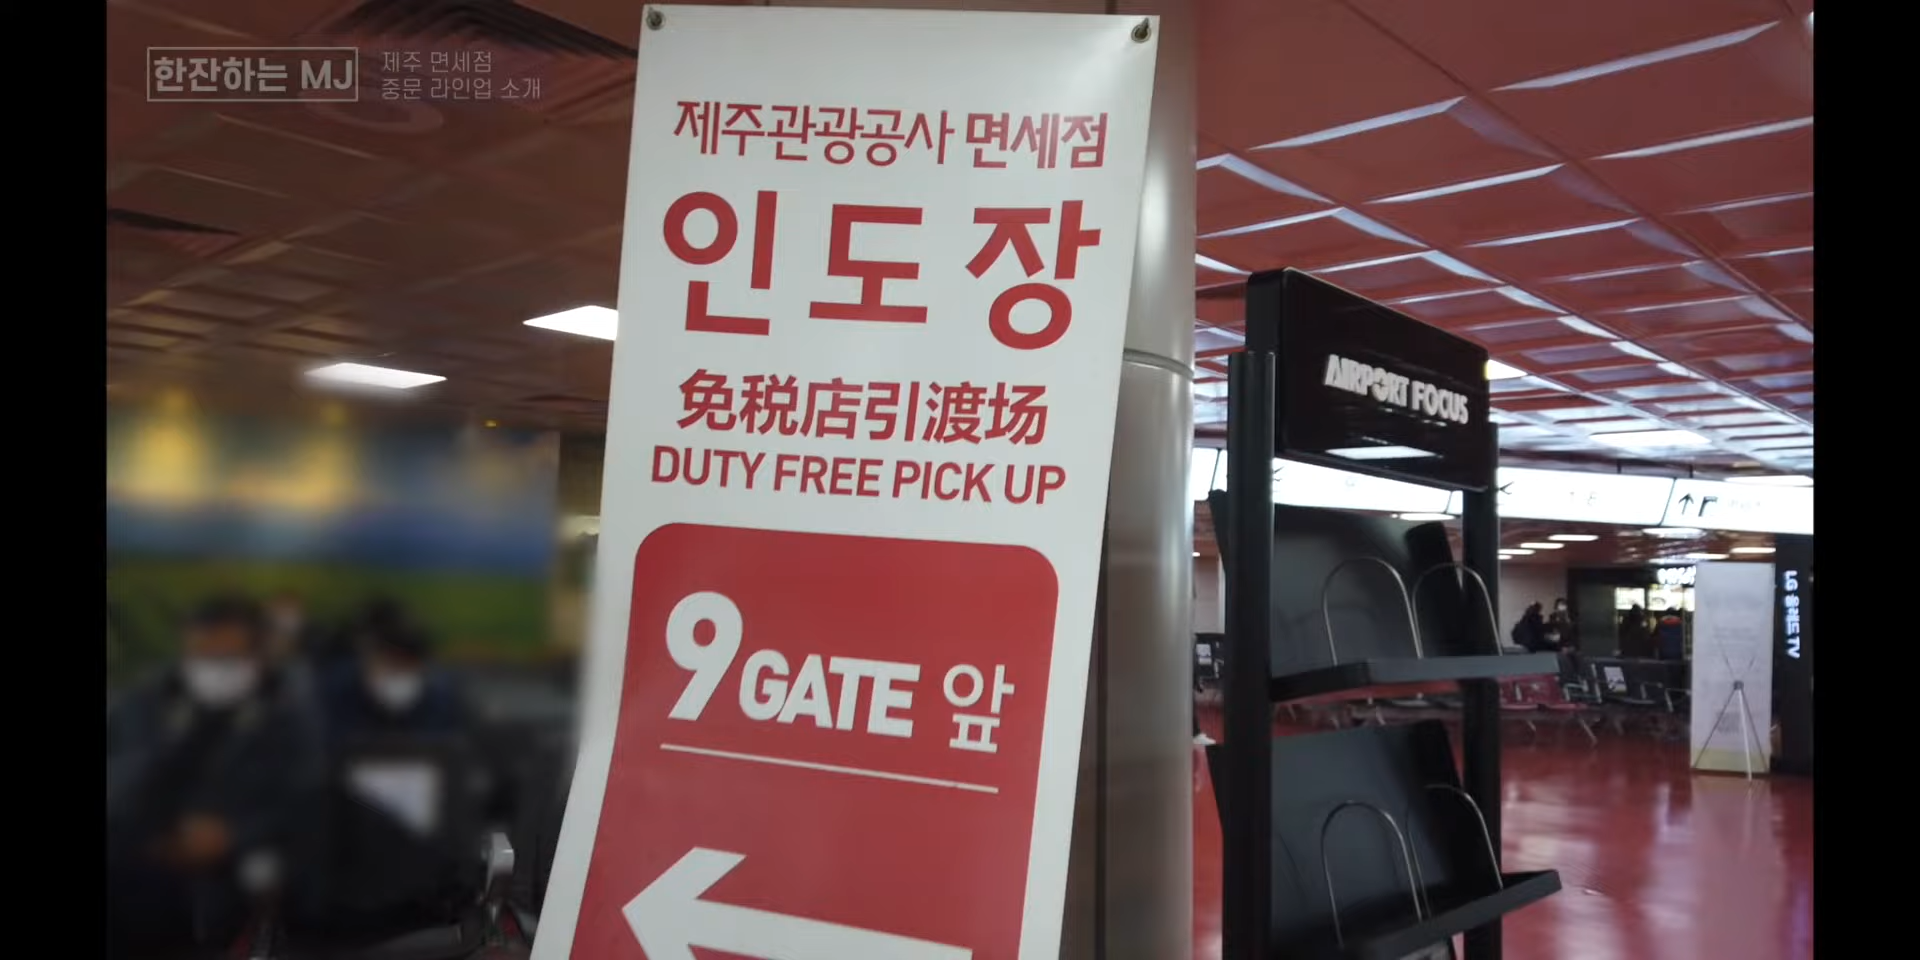 한잔하는 MJ
제주 면세점
중문 라인업 소개
제주관광공사 면세점
인도장
免税店引渡场
DUTY FREE PICK UP
9 GATE 앞
AIRPORT FOCUS
LG 올레드 TV